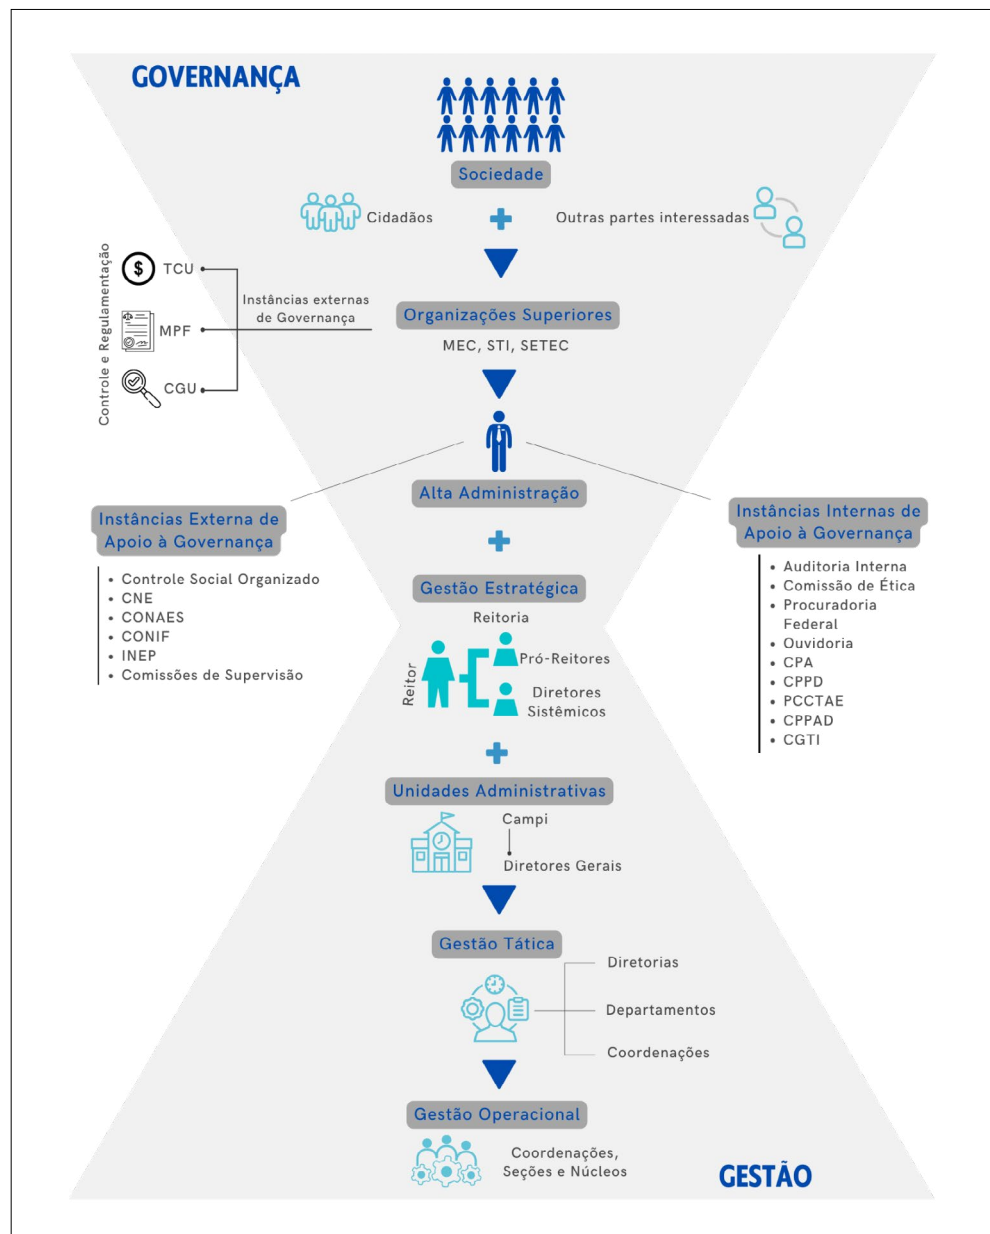 GOVERNANÇA
Sociedade
Cidadãos
Outras partes interessadas
Controle e Regulamentação
$
TCU
MPF
CGU
Instâncias externas
de Governança
Organizações Superiores
MEC, STI, SETEC
Alta Administração
Instâncias Externa de
Apoio à Governança
• Controle Social Organizado
• CNE
• CONAES
• CONIF
• INEP
• Comissões de Supervisão
Instâncias Internas de
Apoio à Governança
• Auditoria Interna
• Comissão de Ética
• Procuradoria
Federal
• Ouvidoria
• CPA
• CPPD
• PCCTAE
• CPPAD
• CGTI
Gestão Estratégica
Reitoria
Reitor
Pró-Reitores
Diretores
Sistêmicos
Unidades Administrativas
Campi
Diretores Gerais
Gestão Tática
Diretorias
Departamentos
Coordenações
Gestão Operacional
Coordenações,
Seções e Núcleos
GESTÃO